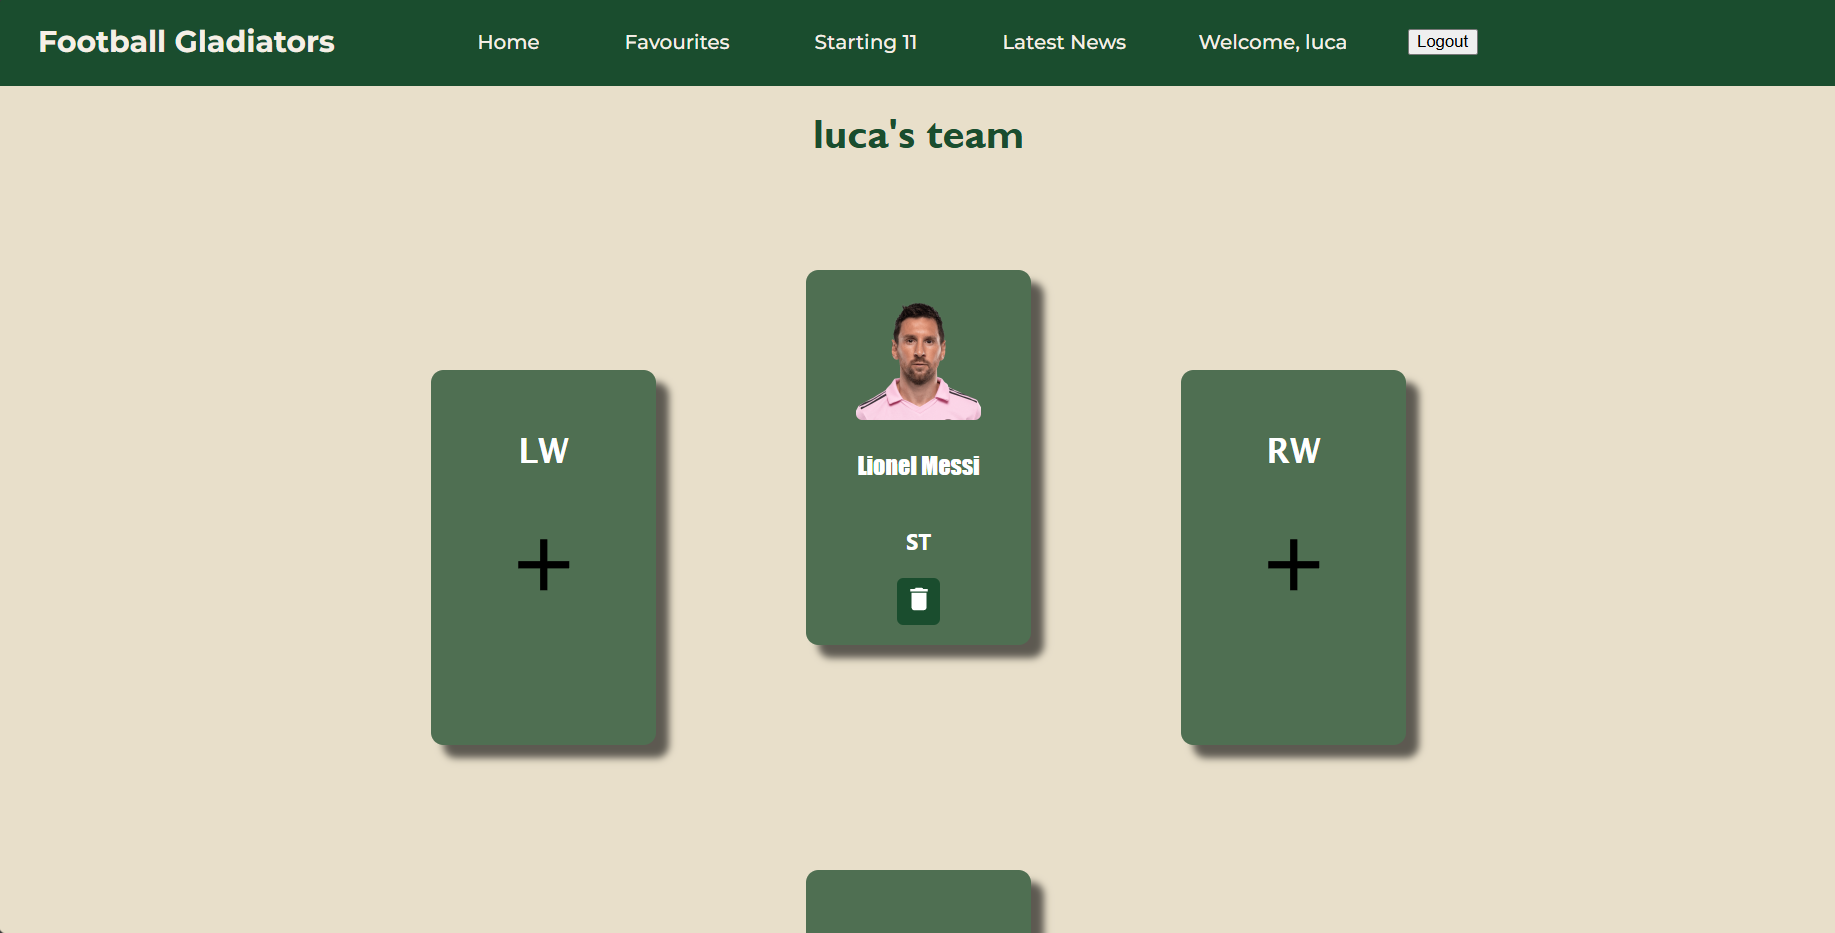 Football Gladiators
Home
Favourites
Starting 11
Latest News
Welcome, luca
Logout
luca's team
LW
Lionel Messi
ST
RW